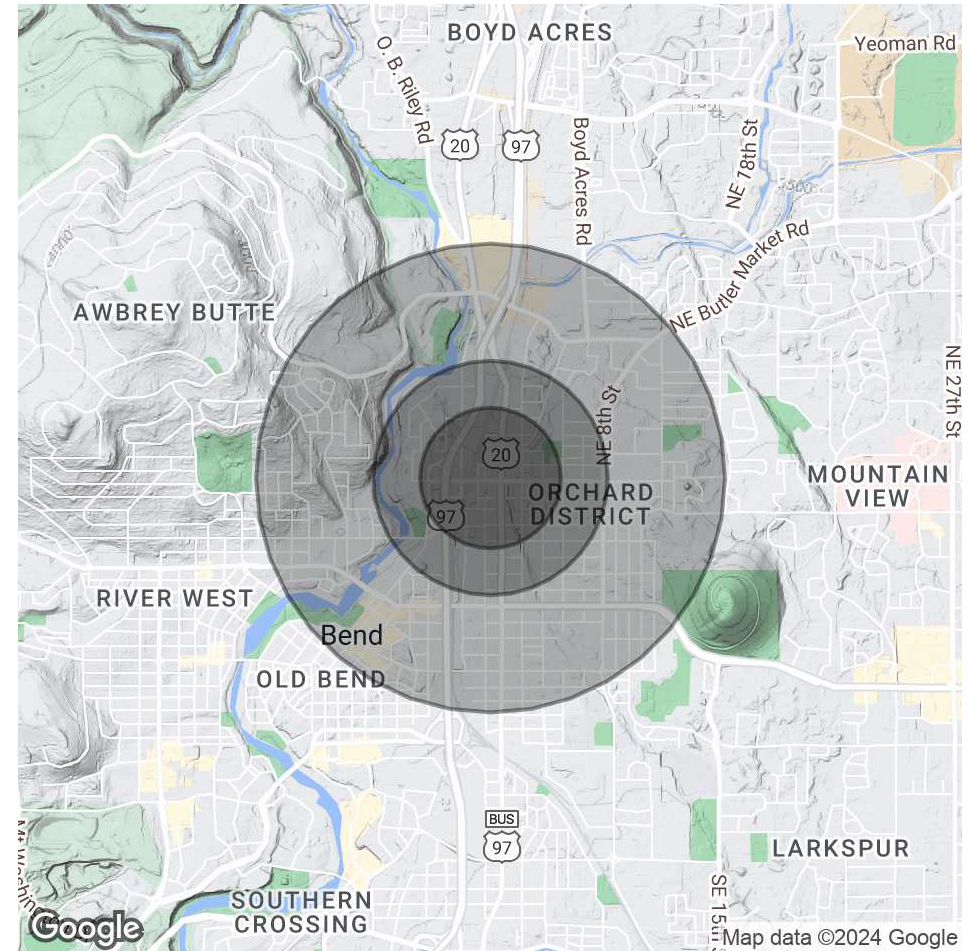 BOYD ACRES
Yeoman Rd
O. B. Riley Rd
20
97
Boyd Acres Rd
NE 18th St
NE Butler Market Rd
AWBREY BUTTE
NE 27th St
NE 8th St
20
MOUNTAIN
VIEW
ORCHARD
DISTRICT
97
RIVER WEST
Bend
OLD BEND
BUS
97
LARKSPUR
SOUTHERN
CROSSING
SE 15th
Google
Map data ©2024 Google